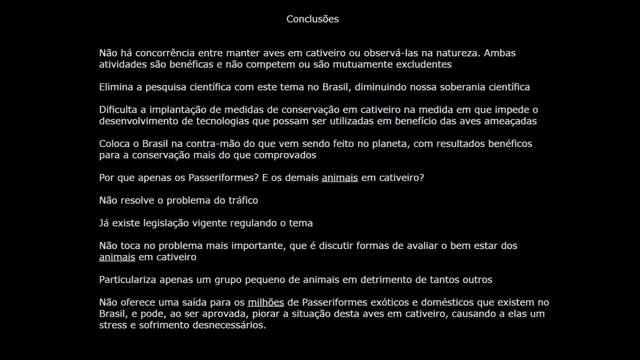 Conclusões
Não há concorrência entre manter aves em cativeiro ou observá-las na natureza. Ambas
atividades são benéficas e não competem ou são mutuamente excludentes
Elimina a pesquisa científica com este tema no Brasil, diminuindo nossa soberania científica
Dificulta a implantação de medidas de conservação em cativeiro na medida em que impede o
desenvolvimento de tecnologias que possam ser utilizadas em benefício das aves ameaçadas
Coloca o Brasil na contra-mão do que vem sendo feito no planeta, com resultados benéficos
para a conservação mais do que comprovados
Por que apenas os Passeriformes? E os demais animais em cativeiro?
Não resolve o problema do tráfico
Já existe legislação vigente regulando o tema
Não toca no problema mais importante, que é discutir formas de avaliar o bem estar dos
animais em cativeiro
Particulariza apenas um grupo pequeno de animais em detrimento de tantos outros
Não oferece uma saída para os milhões de Passeriformes exóticos e domésticos que existem no
Brasil, e pode, ao ser aprovada, piorar a situação desta aves em cativeiro, causando a elas um
stress e sofrimento desnecessários.